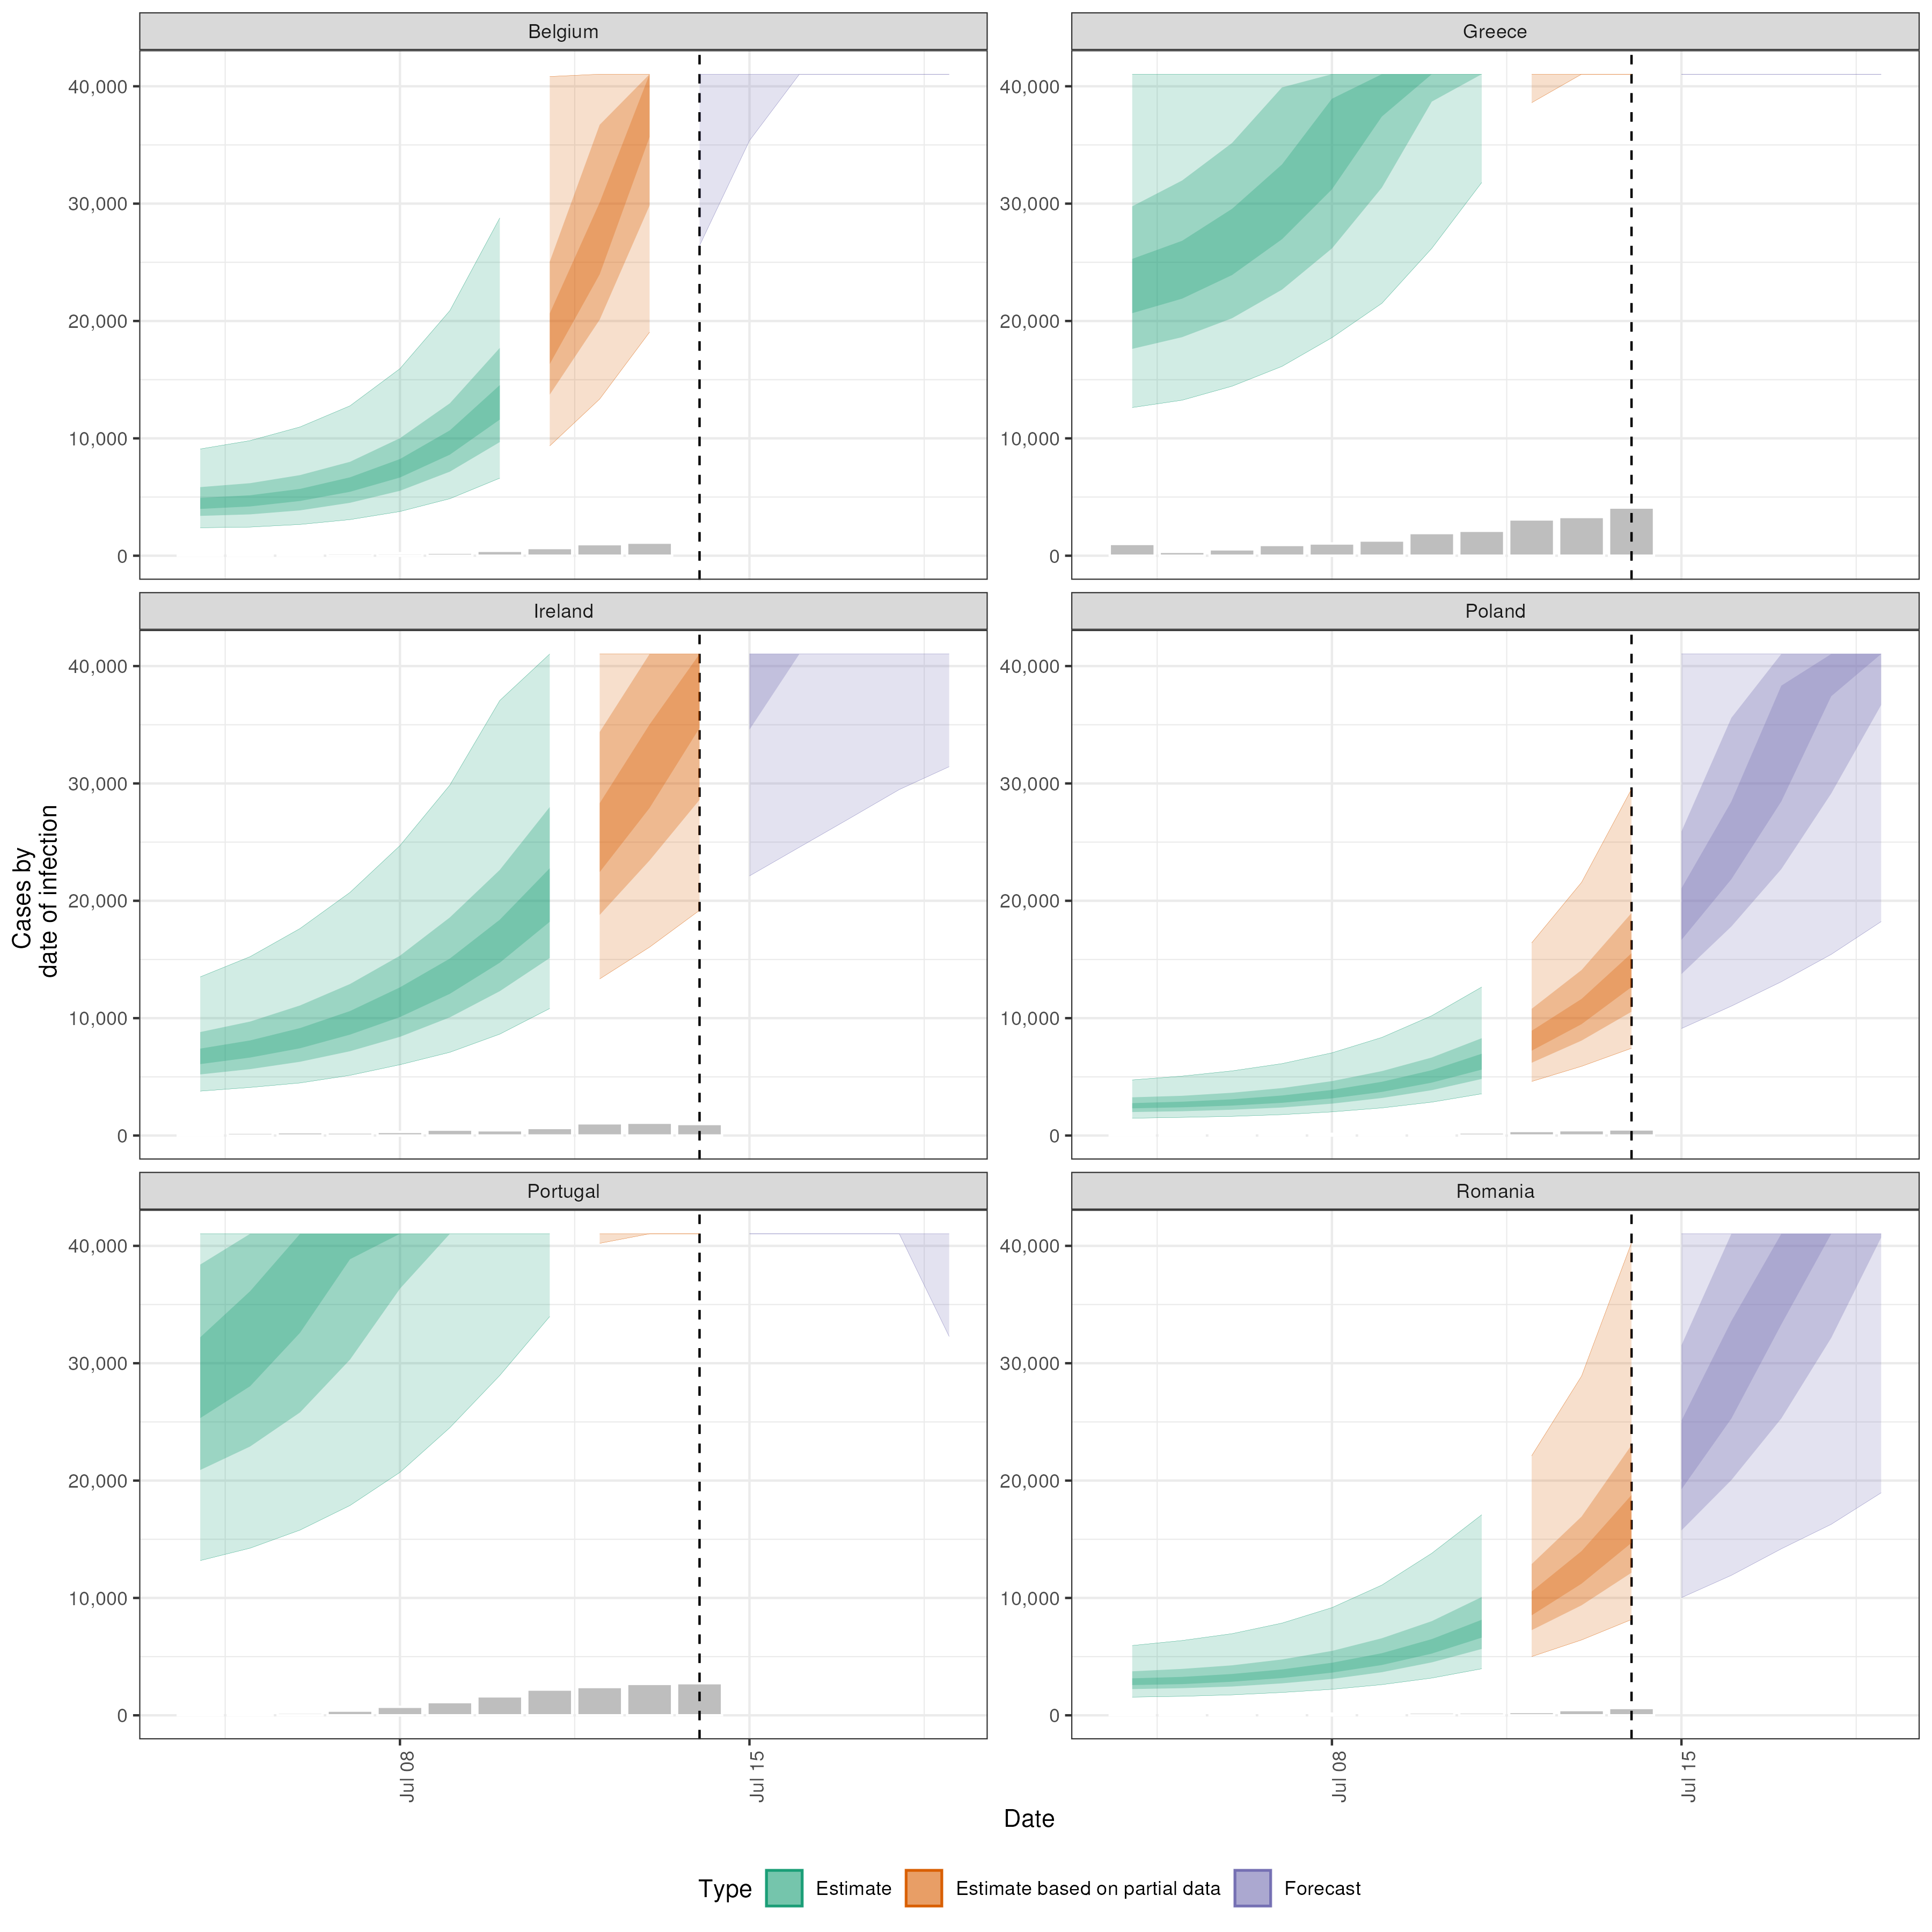 Belgium
Greece
40,000
30,000
20,000
10,000
0
40,000
30,000
20,000
10,000
0
Ireland
Poland
40,000
30,000
20,000
10,000
0
40,000
30,000
20,000
10,000
0
Cases by
date of infection
Portugal
Romania
40,000
30,000
20,000
10,000
0
40,000
30,000
20,000
10,000
0
Jul 08
Jul 15
Jul 08
Jul 15
Date
Type Estimate Estimate based on partial data Forecast